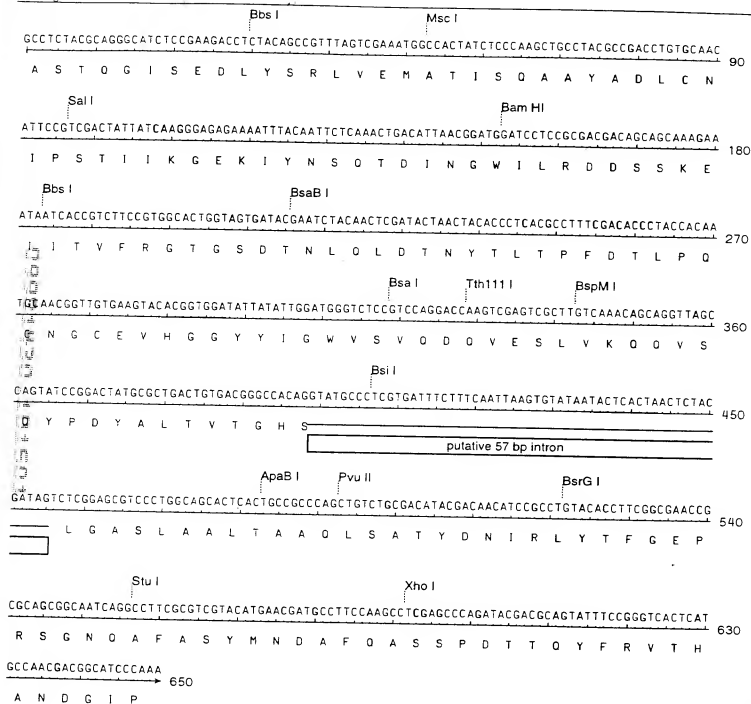 Bbs I Msc I
GCCTCTACGCAGGGCATCTCCGAAGACCTCTACAGCCGTTTAGTCGAAATGGCCACTATCTCCCAAGCTGCCTACGCCGACCTGTGCAAC 90
A S T Q G I S E D L Y S R L V E M A T I S Q A A Y A D L C N
Sal I Bam HI
ATTCCGTCGACTATTATCAAGGGAGAGAAAATTTACAATTCTCAAACTGACATTAACGGATGGATCCTCCGCGACGACAGCAGCAAAGAA 180
I P S T I I K G E K I Y N S Q T D I N G W I L R D D S S K E
Bbs I BsaB I
ATAATCACCGTCTTCCGTGGCACTGGTAGTGATACGAATCTACAACTCGATACTAACTACACCCTCACGCCTTTCGACACCCTACCACAA 270
I I T V F R G T G S D T N L Q L D T N Y T L T P F D T L P Q
Bsa I Tth111 I BspM I
TGCAACGGTTGTGAAGTACACGGTGGATATTATATTGGATGGGTCTCCGTCCAGGACCAAGTCGAGTCGCTTGTCAAACAGCAGGTTAGC 360
N G C E V H G G Y Y I G W V S V Q D Q V E S L V K Q Q V S
Bsi I
CAGTATCCGGACTATGCGCTGACTGTGACGGGCCACAGGTATGCCCTCGTGATTTCTTTCAATTAAGTGTATAATACTCACTAACTCTAC 450
Q Y P D Y A L T V T G H S
putative 57 bp intron
ApaB I Pvu II BsrG I
GATAGTCTCGGAGCGTCCCTGGCAGCACTCACTGCCGCCCAGCTGTCTGCGACATACGACAACATCCGCCTGTACACCTTCGGCGAACCG 540
L G A S L A A L T A A Q L S A T Y D N I R L Y T F G E P
Stu I Xho I
CGCAGCGGCAATCAGGCCTTCGCGTCGTACATGAACGATGCCTTCCAAGCCTCGAGCCCAGATACGACGCAGTATTTCCGGGTCACTCAT 630
R S G N Q A F A S Y M N D A F Q A S S P D T T Q Y F R V T H
GCCAACGACGGCATCCCAAA 650
A N D G I P